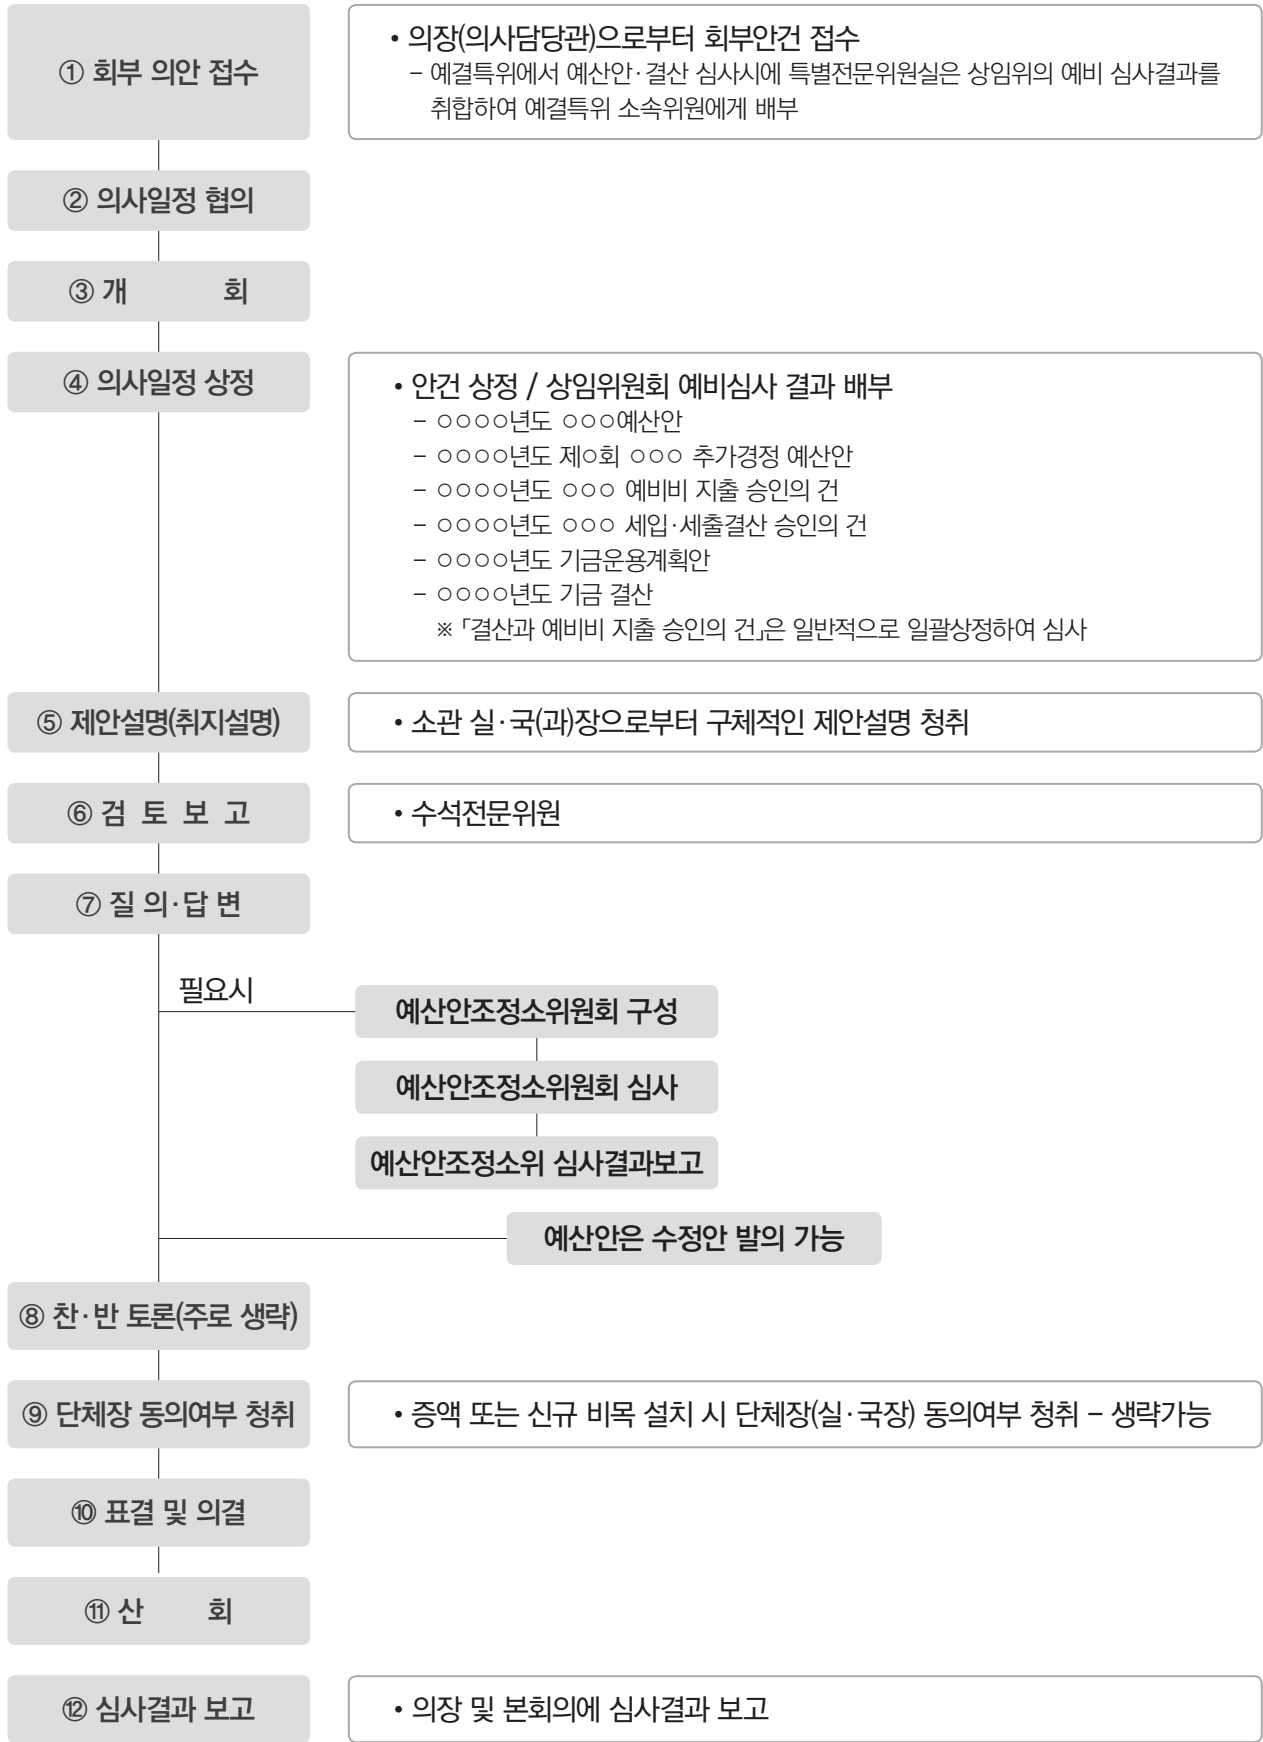 ① 회부 의안 접수
• 의장(의사담당관)으로부터 회부안건 접수
– 예결특위에서 예산안·결산 심사시에 특별전문위원실은 상임위의 예비 심사결과를
취합하여 예결특위 소속위원에게 배부
② 의사일정 협의
③ 개 회
④ 의사일정 상정
• 안건 상정 / 상임위원회 예비심사 결과 배부
– ○○○○년도 ○○○예산안
– ○○○○년도 제○회 ○○○ 추가경정 예산안
– ○○○○년도 ○○○ 예비비 지출 승인의 건
– ○○○○년도 ○○○ 세입·세출결산 승인의 건
– ○○○○년도 기금운용계획안
– ○○○○년도 기금 결산
※ 「결산과 예비비 지출 승인의 건」은 일반적으로 일괄상정하여 심사
⑤ 제안설명(취지설명)
• 소관 실·국(과)장으로부터 구체적인 제안설명 청취
⑥ 검 토 보 고
• 수석전문위원
⑦ 질 의·답 변
필요시
예산안조정소위원회 구성
예산안조정소위원회 심사
예산안조정소위 심사결과보고
예산안은 수정안 발의 가능
⑧ 찬·반 토론(주로 생략)
⑨ 단체장 동의여부 청취
• 증액 또는 신규 비목 설치 시 단체장(실·국장) 동의여부 청취 – 생략가능
⑩ 표결 및 의결
⑪ 산 회
⑫ 심사결과 보고
• 의장 및 본회의에 심사결과 보고